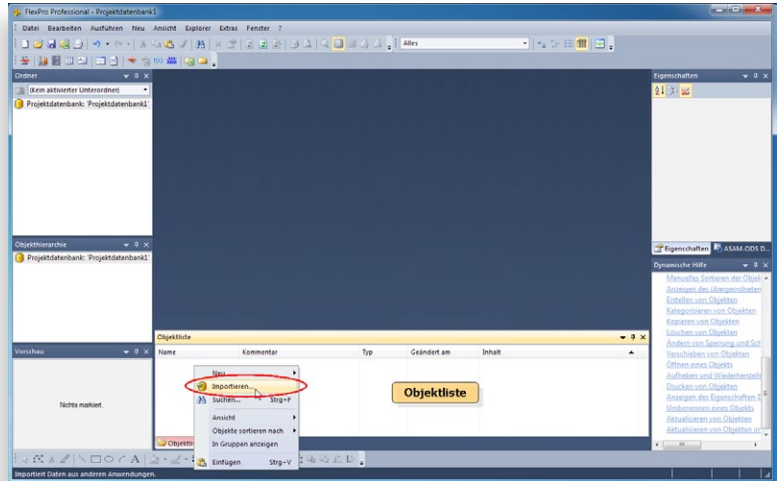 FlexPro Professional - Projektdatenbank1
Datei Bearbeiten Ausführen Neu Ansicht Explorer Extras Fenster ?
Alles
Ordner
(Kein aktivierter Unterordner)
Projektdatenbank: 'Projektdatenbank1'
Objekthierarchie
Projektdatenbank: 'Projektdatenbank1'
Vorschau
Nichts markiert.
Objektliste
Name Kommentar Typ Geändert am Inhalt
Neu
Importieren...
Suchen... Strg+F
Ansicht
Objekte sortieren nach
In Gruppen anzeigen
Einfügen Strg+V
Objektliste
Eigenschaften
Eigenschaften ASAM-ODS D...
Dynamische Hilfe
Manuelles Sortieren der Objek
Anzeigen des übergeordneten
Erstellen von Objekten
Kategorisieren von Objekten
Kopieren von Objekten
Löschen von Objekten
Ändern von Sperrung und Sch
Verschieben von Objekten
Öffnen eines Objekts
Aufheben und Wiederherstell
Drucken von Objekten
Anzeigen des Eigenschaften-D
Umbenennen eines Objekts
Aktualisieren von Objekten
Aktualisieren von Objekten im
Importiert Daten aus anderen Anwendungen.